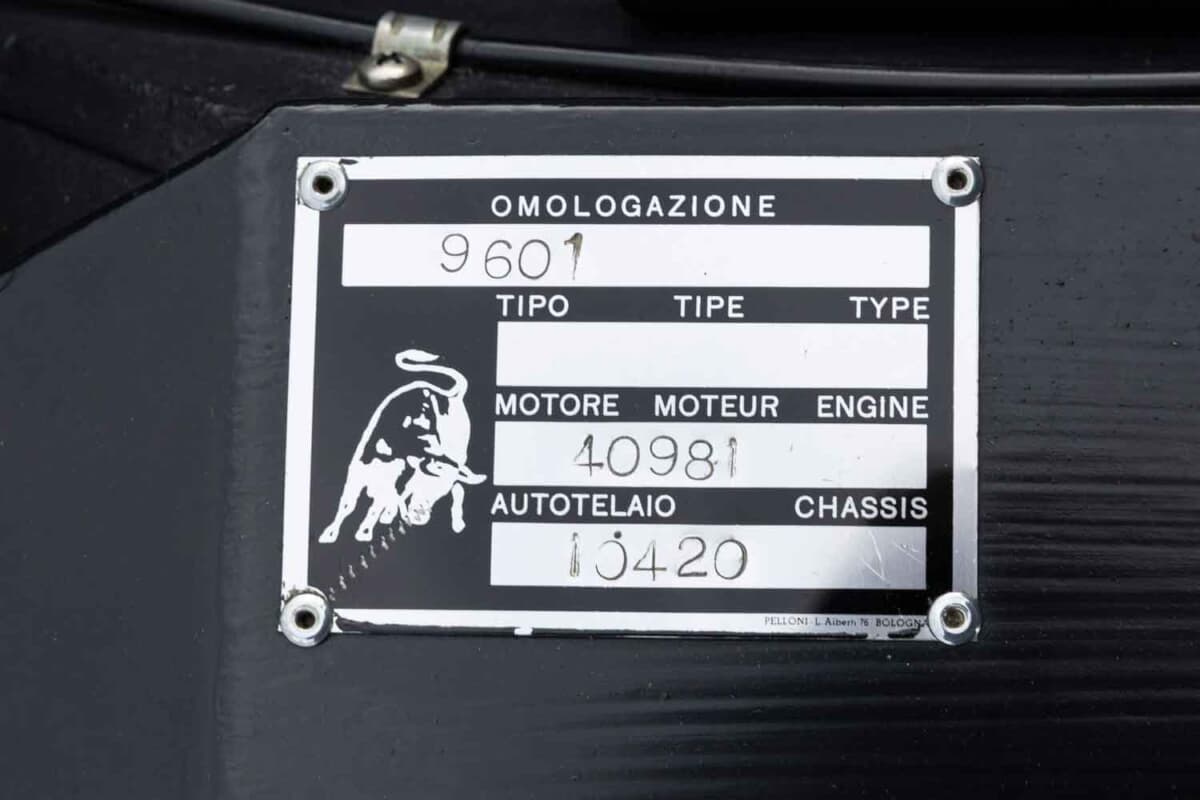 OMOLOGAZIONE
9601
TIPO TIPE TYPE
MOTORE MOTEUR ENGINE
40981
AUTOTELAIO CHASSIS
10420
PELLONI - L. Alberti 76 BOLOGNA